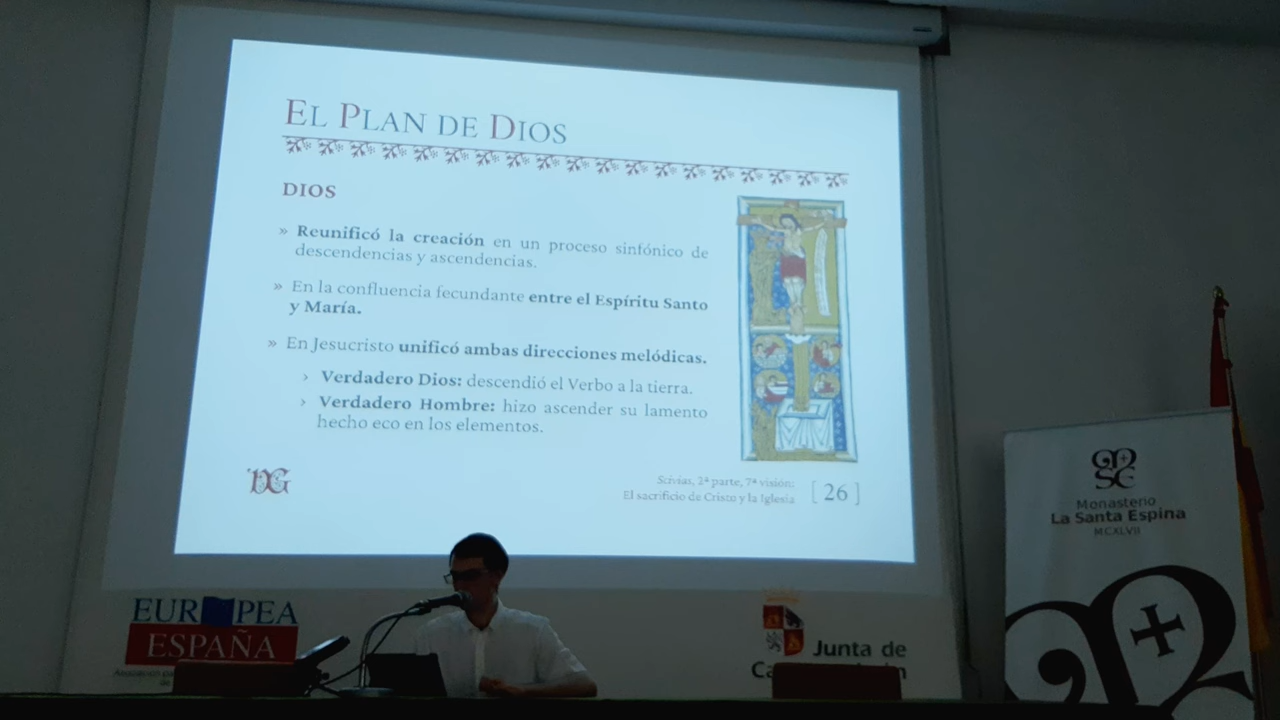 EL PLAN DE DIOS
DIOS
» Reunificó la creación en un proceso sinfónico de
descendencias y ascendencias.
» En la confluencia fecundante entre el Espíritu Santo
y María.
» En Jesucristo unificó ambas direcciones melódicas.
› Verdadero Dios: descendió el Verbo a la tierra.
› Verdadero Hombre: hizo ascender su lamento
hecho eco en los elementos.
Scivias, 2ª parte, 7ª visión:
El sacrificio de Cristo y la Iglesia
[ 26 ]
Monasterio
La Santa Espina
MCXLVII
EUR PEA
ESPAÑA
Junta de